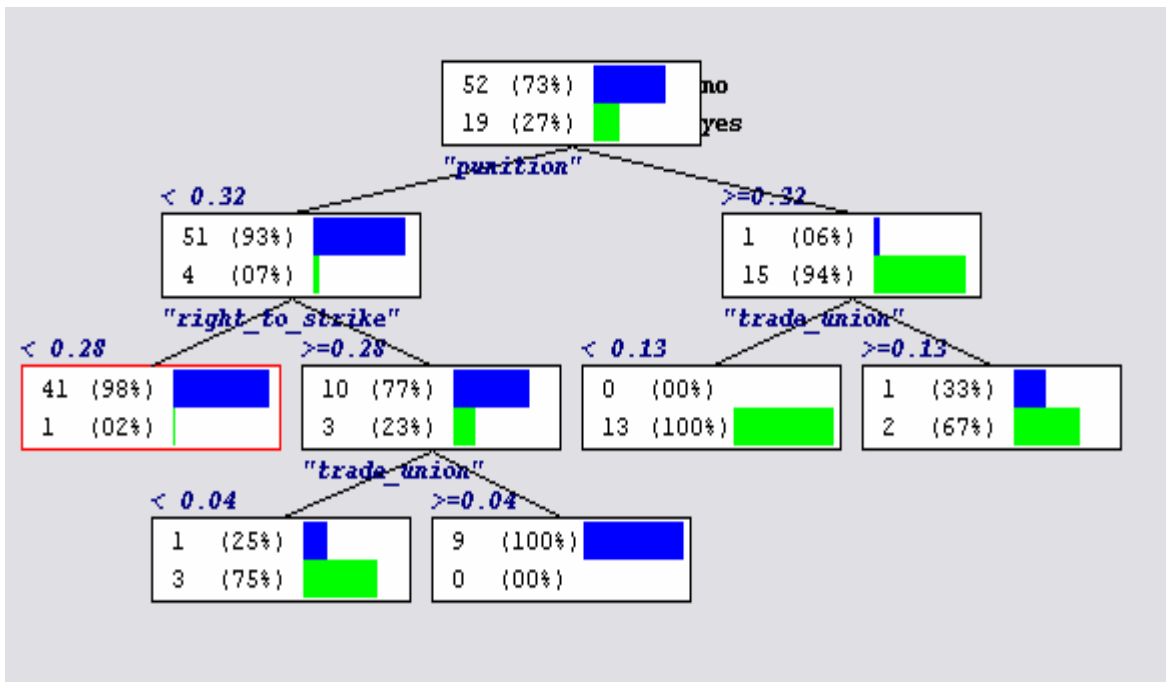 52 (73%) no
19 (27%) yes
"punition"
< 0.32 >=0.32
51 (93%) 1 (06%)
4 (07%) 15 (94%)
"right_to_strike" "trade_union"
< 0.28 >=0.28 < 0.13 >=0.13
41 (98%) 10 (77%) 0 (00%) 1 (33%)
1 (02%) 3 (23%) 13 (100%) 2 (67%)
"trade_union"
< 0.04 >=0.04
1 (25%) 9 (100%)
3 (75%) 0 (00%)